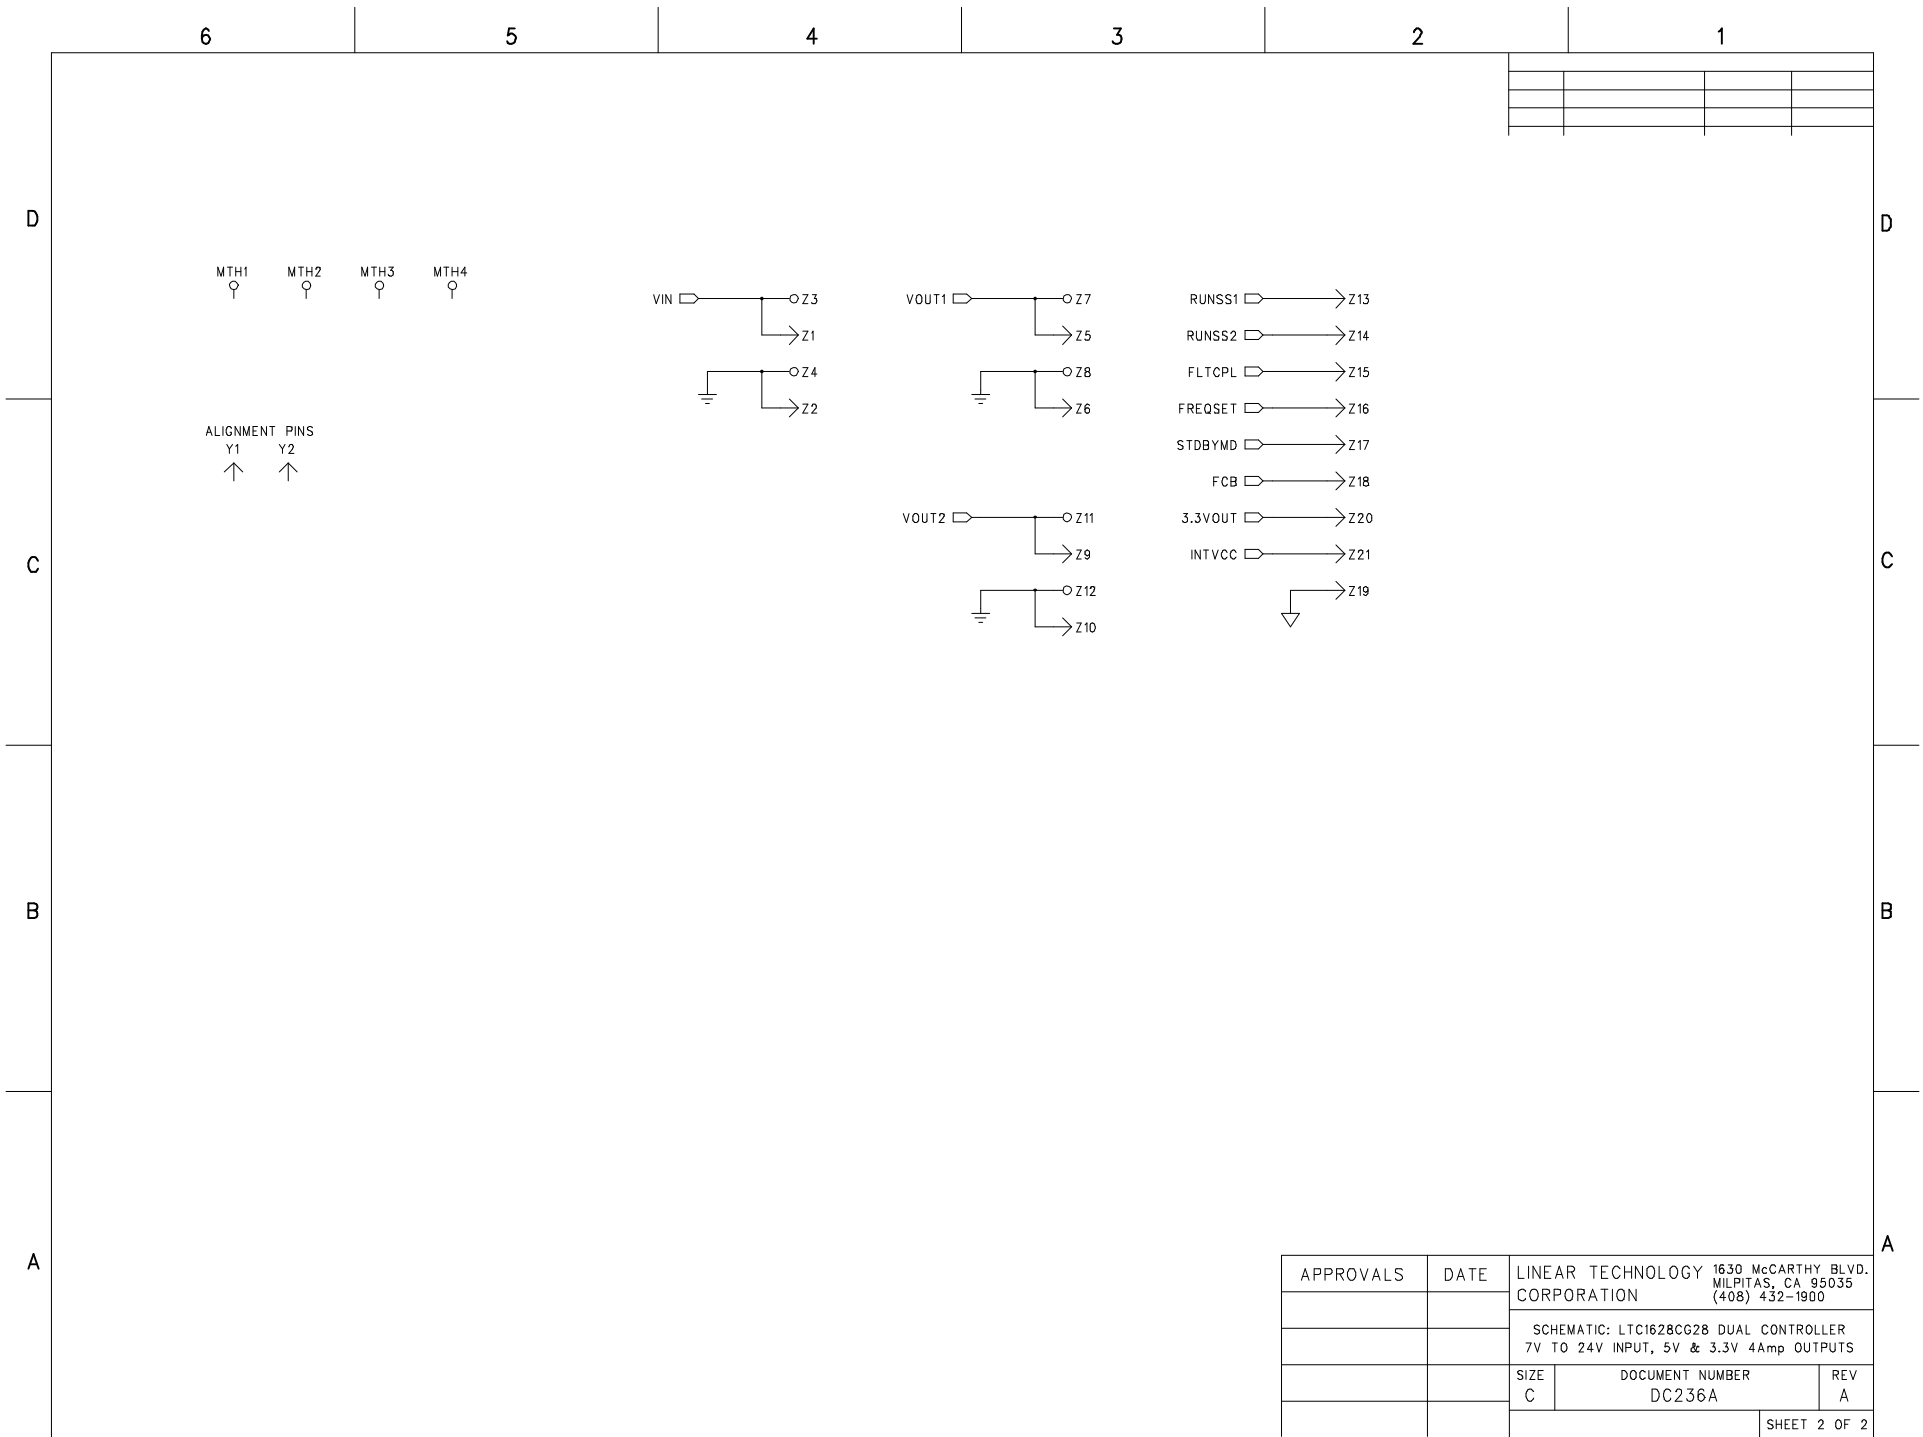 6 5 4 3 2 1
D D
MTH1 MTH2 MTH3 MTH4
VIN Z3
Z1
Z4
Z2
VOUT1 Z7
Z5
Z8
Z6
RUNSS1 Z13
RUNSS2 Z14
FLTCPL Z15
FREQSET Z16
STDBYMD Z17
FCB Z18
3.3VOUT Z20
INTVCC Z21
Z19
ALIGNMENT PINS
Y1 Y2
VOUT2 Z11
Z9
Z12
Z10
C C
B B
A A
APPROVALS DATE
LINEAR TECHNOLOGY
CORPORATION
1630 McCARTHY BLVD.
MILPITAS, CA 95035
(408) 432-1900
SCHEMATIC: LTC1628CG28 DUAL CONTROLLER
7V TO 24V INPUT, 5V & 3.3V 4Amp OUTPUTS
SIZE DOCUMENT NUMBER REV
C DC236A A
SHEET 2 OF 2